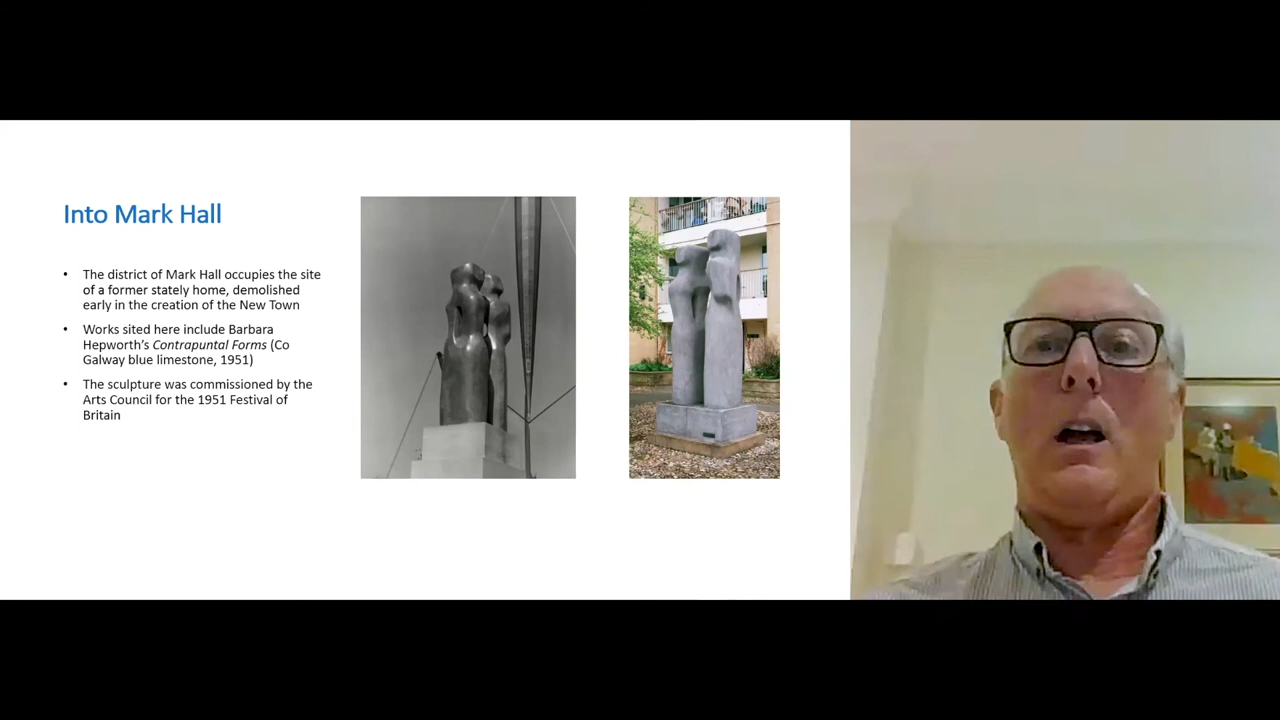 Into Mark Hall
• The district of Mark Hall occupies the site
of a former stately home, demolished
early in the creation of the New Town
• Works sited here include Barbara
Hepworth’s Contrapuntal Forms (Co
Galway blue limestone, 1951)
• The sculpture was commissioned by the
Arts Council for the 1951 Festival of
Britain